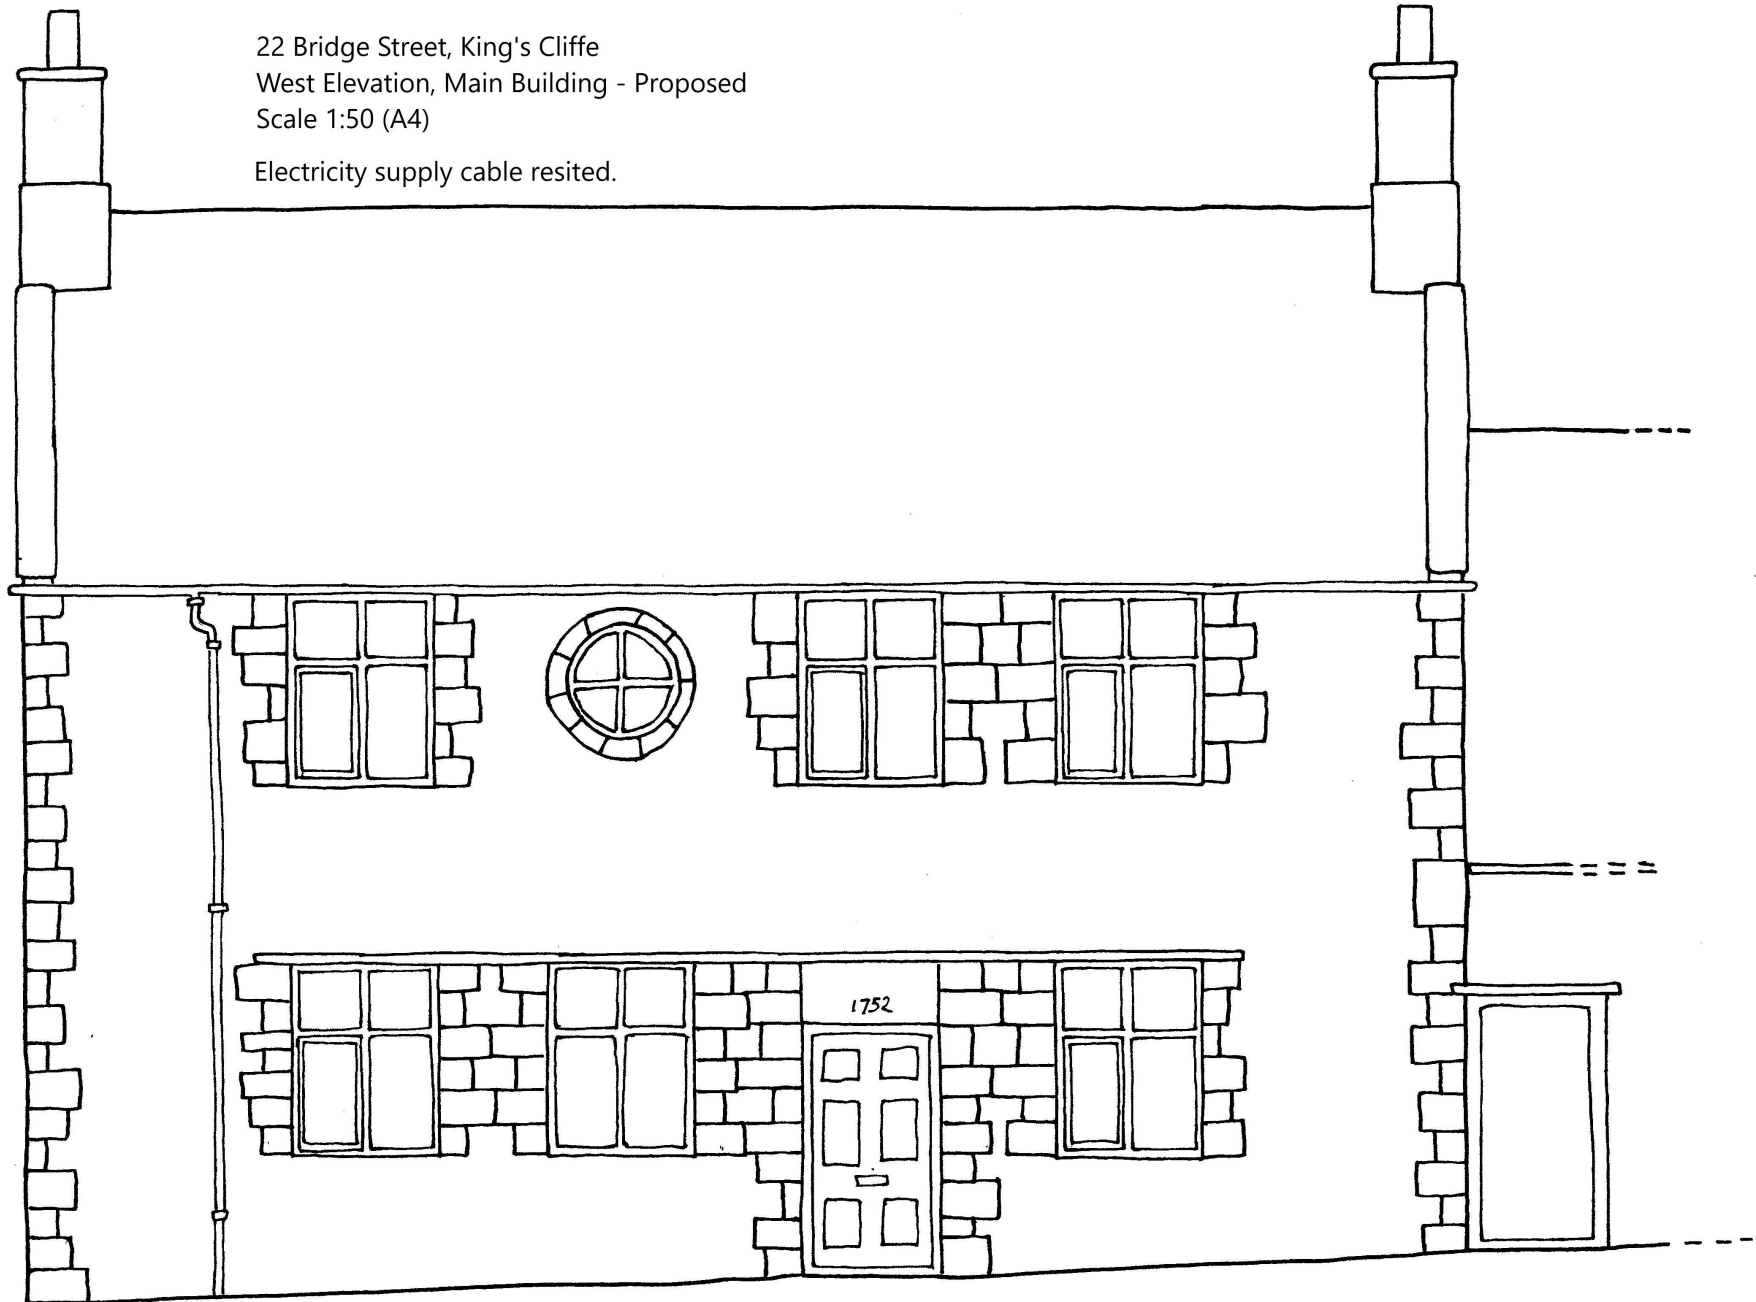 22 Bridge Street, King's Cliffe
West Elevation, Main Building - Proposed
Scale 1:50 (A4)
Electricity supply cable resited.
1752